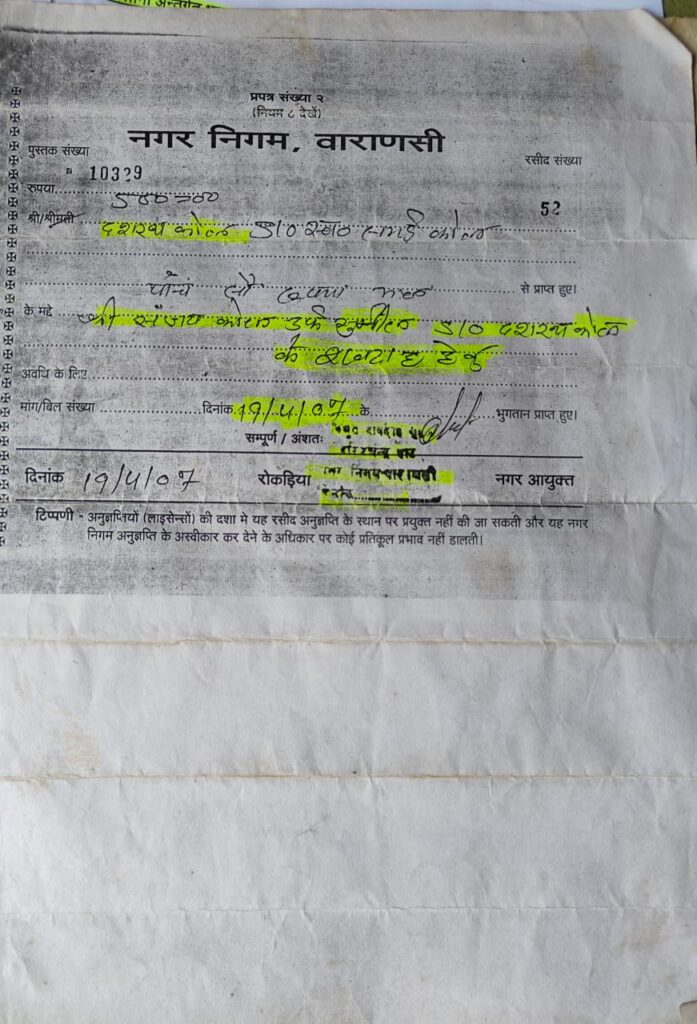 प्रपत्र संख्या २
(नियम ८ देखें)
नगर निगम, वाराणसी
पुस्तक संख्या
रसीद संख्या
10329
52
रुपया 500=00
श्री/श्रीमती दशरथ कोल S/O स्व०
पाँच सौ रुपया से प्राप्त हुए।
के मद्दे श्री संजय कोल उर्फ S/O दशरथ कोल
के हेतु
अवधि के लिए
मांग/बिल संख्या दिनांक 19/4/07 के भुगतान प्राप्त हुए।
सम्पूर्ण / अंशतः
दिनांक 19/4/07 रोकड़िया नगर आयुक्त
टिप्पणी - अनुज्ञप्तियों (लाइसेन्सों) की दशा मे यह रसीद अनुज्ञप्ति के स्थान पर प्रयुक्त नहीं की जा सकती और यह नगर
निगम अनुज्ञप्ति के अस्वीकार कर देने के अधिकार पर कोई प्रतिकूल प्रभाव नहीं डालती।